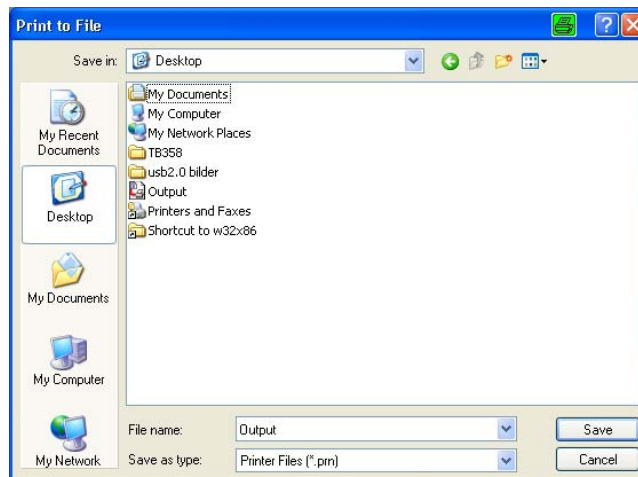 Print to File
Save in: Desktop
My Recent
Documents
Desktop
My Documents
My Computer
My Network
My Documents
My Computer
My Network Places
TB358
usb2.0 bilder
Output
Printers and Faxes
Shortcut to w32x86
File name: Output Save
Save as type: Printer Files (*.prn) Cancel